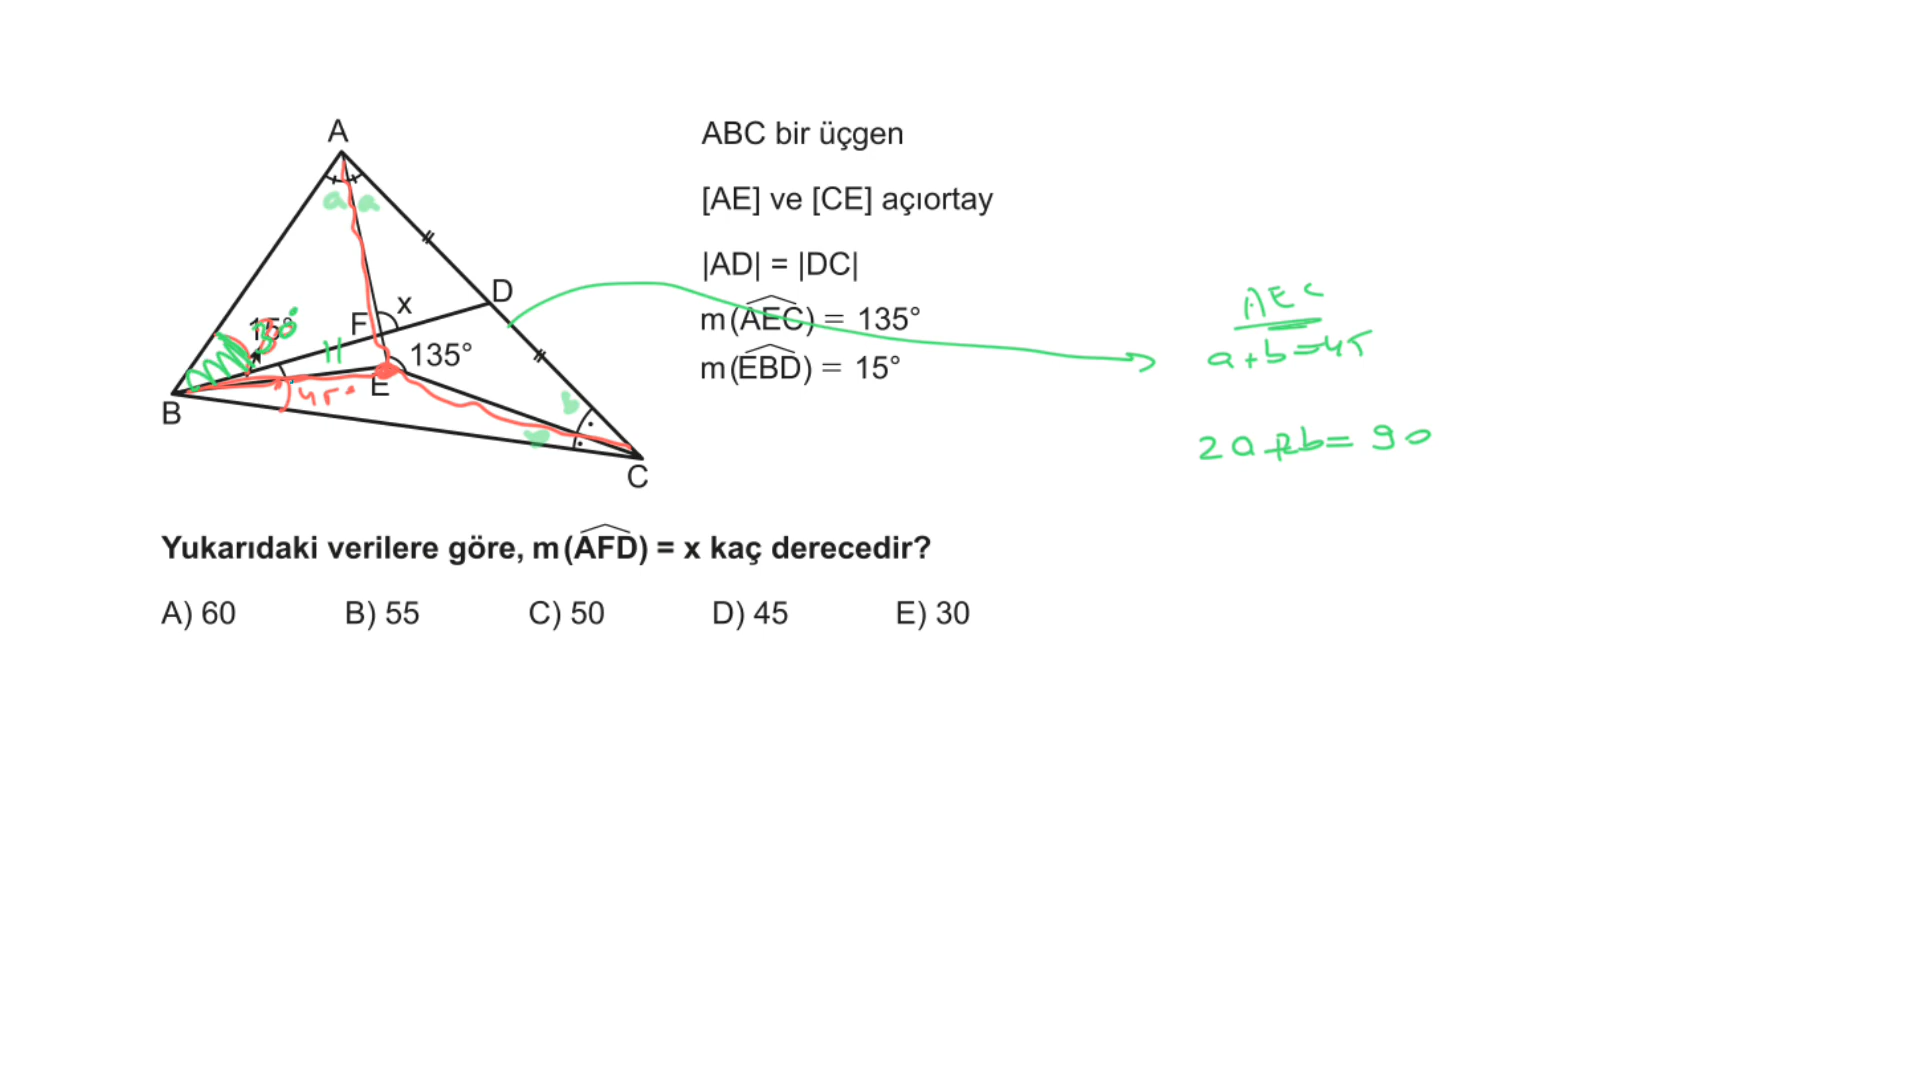 A
ABC bir üçgen
[AE] ve [CE] açıortay
a a
|AD| = |DC|
D
x
F
30°
m(AEC) = 135°
135°
m(EBD) = 15°
E
45°
B
b
C
AEC
a+b=45
2a+2b=90
Yukarıdaki verilere göre, m(AFD) = x kaç derecedir?
A) 60 B) 55 C) 50 D) 45 E) 30